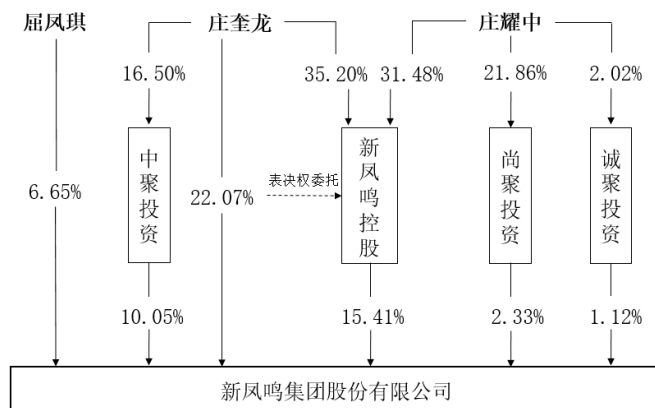 屈凤琪
庄奎龙
庄耀中
16.50%
35.20%
31.48%
21.86%
2.02%
中聚投资
新凤鸣控股
尚聚投资
诚聚投资
表决权委托
6.65%
22.07%
10.05%
15.41%
2.33%
1.12%
新凤鸣集团股份有限公司